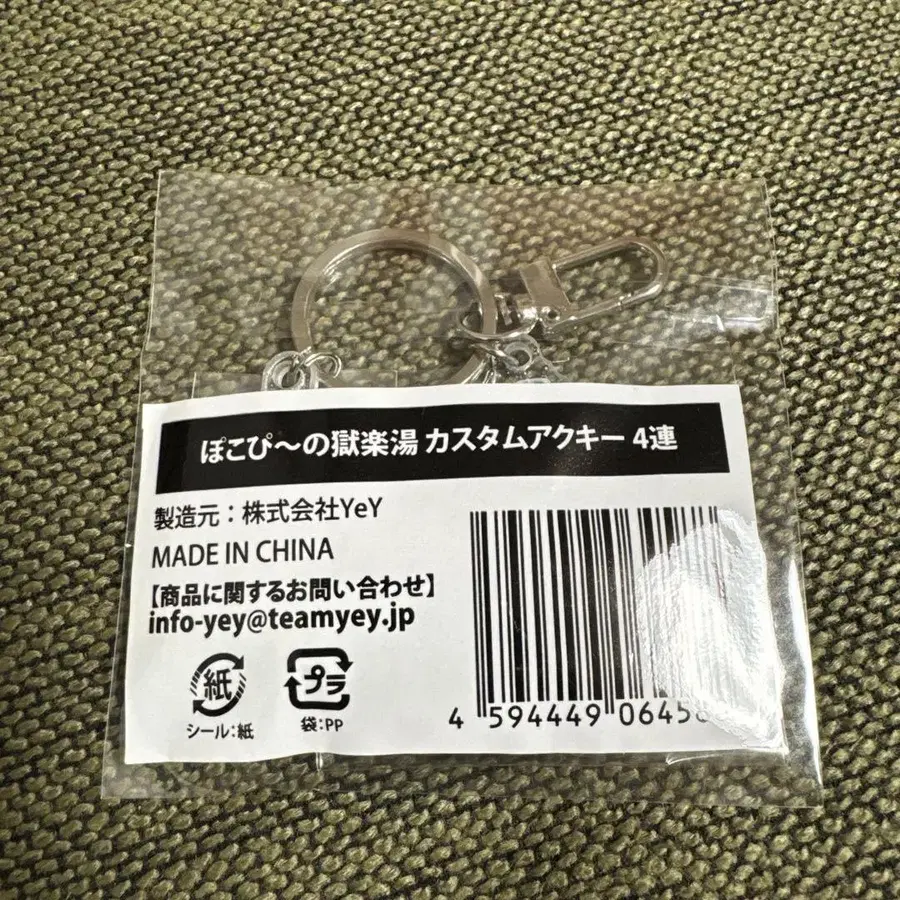 ぽこぴ～の獄楽湯 カスタムアクキー 4連
製造元：株式会社YeY
MADE IN CHINA
【商品に関するお問い合わせ】
info-yey@teamyey.jp
紙
プラ
シール：紙
袋：PP
4 594449 06458